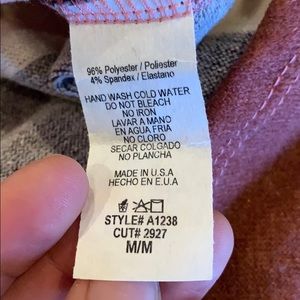 96% Polyester / Poliester
4% Spandex / Elastano
HAND WASH COLD WATER
DO NOT BLEACH
NO IRON
LAVAR A MANO
EN AGUA FRIA
NO CLORO
SECAR COLGADO
NO PLANCHA
MADE IN U.S.A
HECHO EN E.U.A
STYLE# A1238
CUT# 2927
M/M